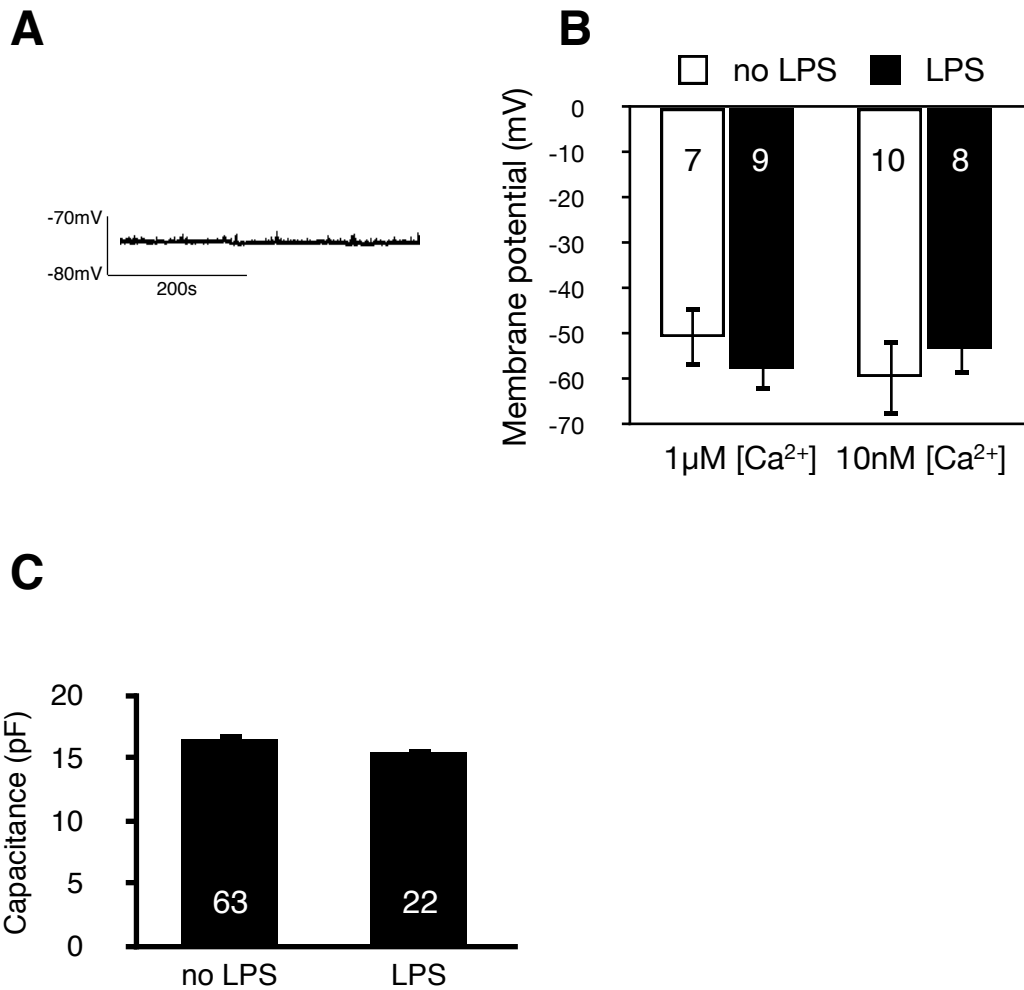 A
-70mV
-80mV
200s
B
no LPS LPS
Membrane potential (mV)
0
-10
-20
-30
-40
-50
-60
-70
7 9 10 8
1µM [Ca²⁺] 10nM [Ca²⁺]
C
Capacitance (pF)
20
15
10
5
0
63 22
no LPS LPS